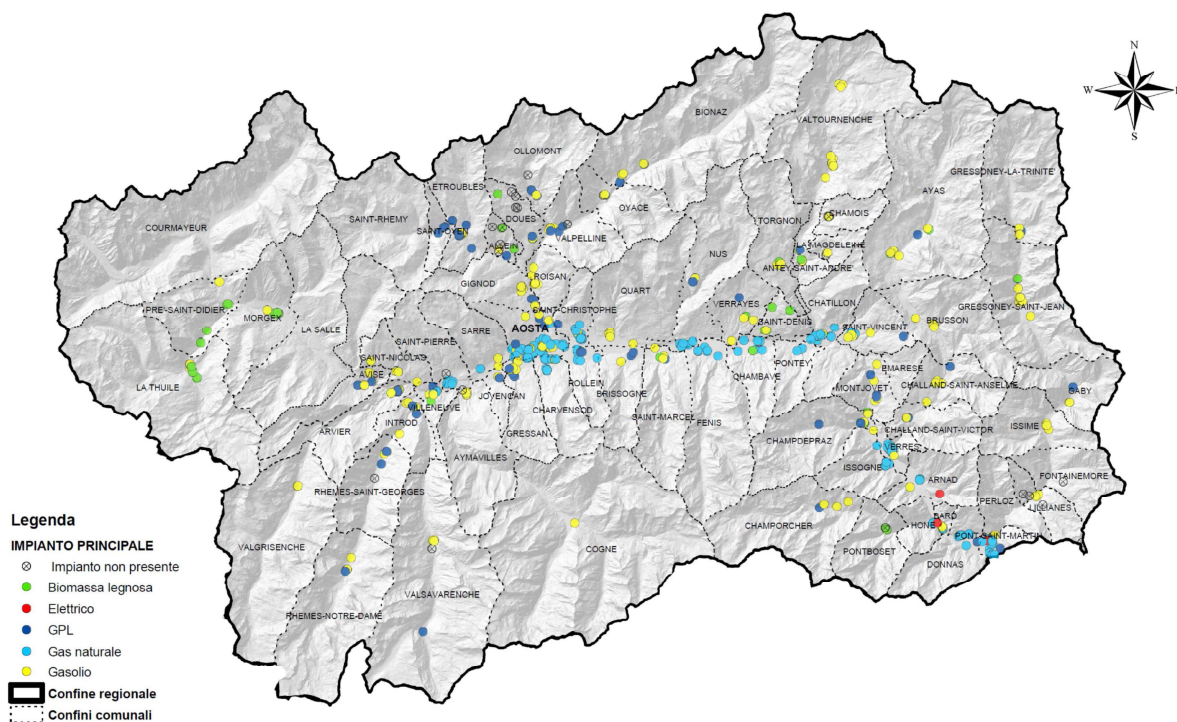 N
W
S
BIONAZ
VALTOURNENCHE
OLLOMONT
GRESSONEY-LA-TRINITE
ETROUBLES
AYAS
SAINT-RHEMY
DOUES
OYACE
CHAMOIS
TORGNON
COURMAYEUR
SAINT-OYEN
VALPELLINE
LA MAGDELEINE
NUS
ANTEY-SAINT-ANDRE
ROISAN
GIGNOD
QUART
PRE-SAINT-DIDIER
VERRAYES
CHATILLON
GRESSONEY-SAINT-JEAN
MORGEX
SAINT-CHRISTOPHE
SAINT-DENIS
BRUSSON
LA SALLE
SARRE
AOSTA
SAINT-VINCENT
SAINT-PIERRE
SAINT-NICOLAS
PONTEY
EMARESE
AVISE
CHAMBAVE
LA THUILE
POLLEIN
CHALLAND-SAINT-ANSELME
MONTJOVET
GABY
JOVENCAN
BRISSOGNE
VILLENEUVE
CHARVENSOD
SAINT-MARCEL
INTROD
FENIS
ISSIME
ARVIER
GRESSAN
CHAMPDEPRAZ
CHALLAND-SAINT-VICTOR
VERRES
AYMAVILLES
ISSOGNE
FONTAINEMORE
RHEMES-SAINT-GEORGES
ARNAD
PERLOZ
LILLIANES
BARD
CHAMPORCHER
HONE
PONT-SAINT-MARTIN
VALGRISENCHE
COGNE
PONTBOSET
DONNAS
VALSAVARENCHE
RHEMES-NOTRE-DAME
Legenda
IMPIANTO PRINCIPALE
Impianto non presente
Biomassa legnosa
Elettrico
GPL
Gas naturale
Gasolio
Confine regionale
Confini comunali